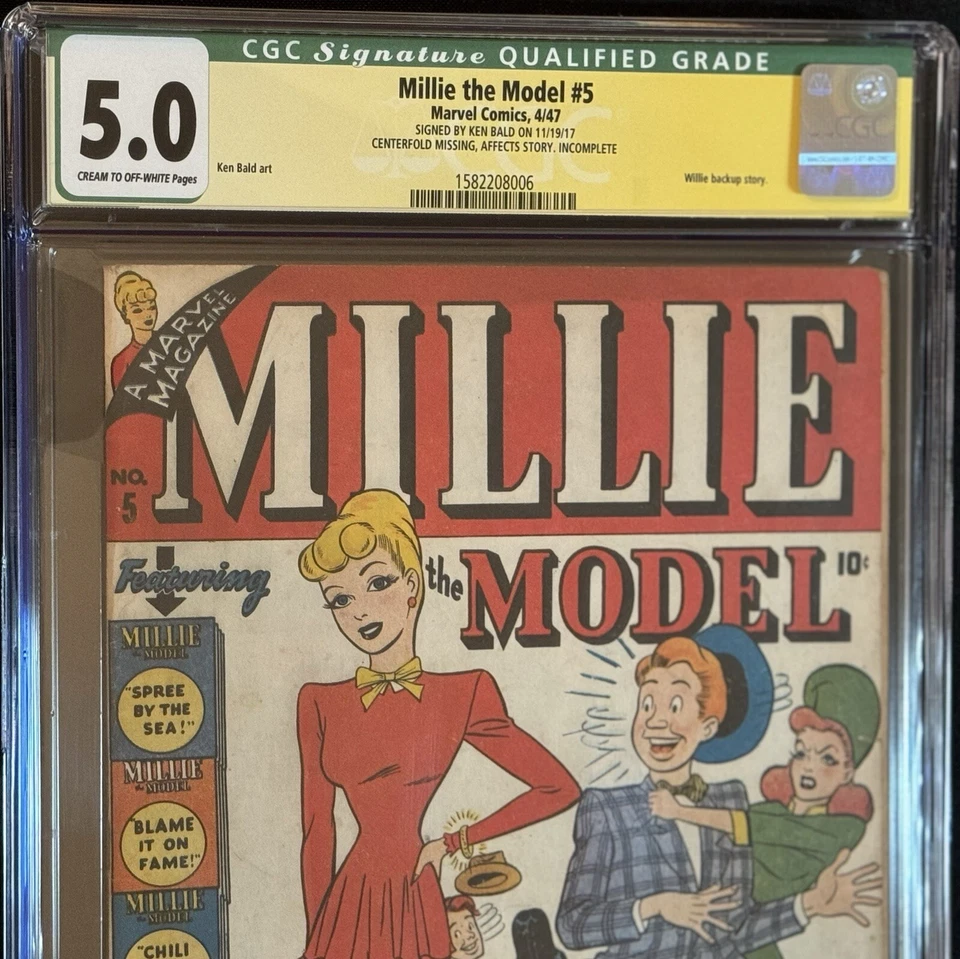 CGC Signature QUALIFIED GRADE
5.0
CREAM TO OFF-WHITE Pages
Millie the Model #5
Marvel Comics, 4/47
SIGNED BY KEN BALD ON 11/19/17
CENTERFOLD MISSING, AFFECTS STORY. INCOMPLETE
Ken Bald art
Willie backup story.
1582208006
CGC
A MARVEL
MAGAZINE
MILLIE
NO.
5
Featuring
the MODEL
10¢
MILLIE
the MODEL
"SPREE
BY THE
SEA!"
MILLIE
the MODEL
"BLAME
IT ON
FAME!"
MILLIE
the MODEL
"CHILI